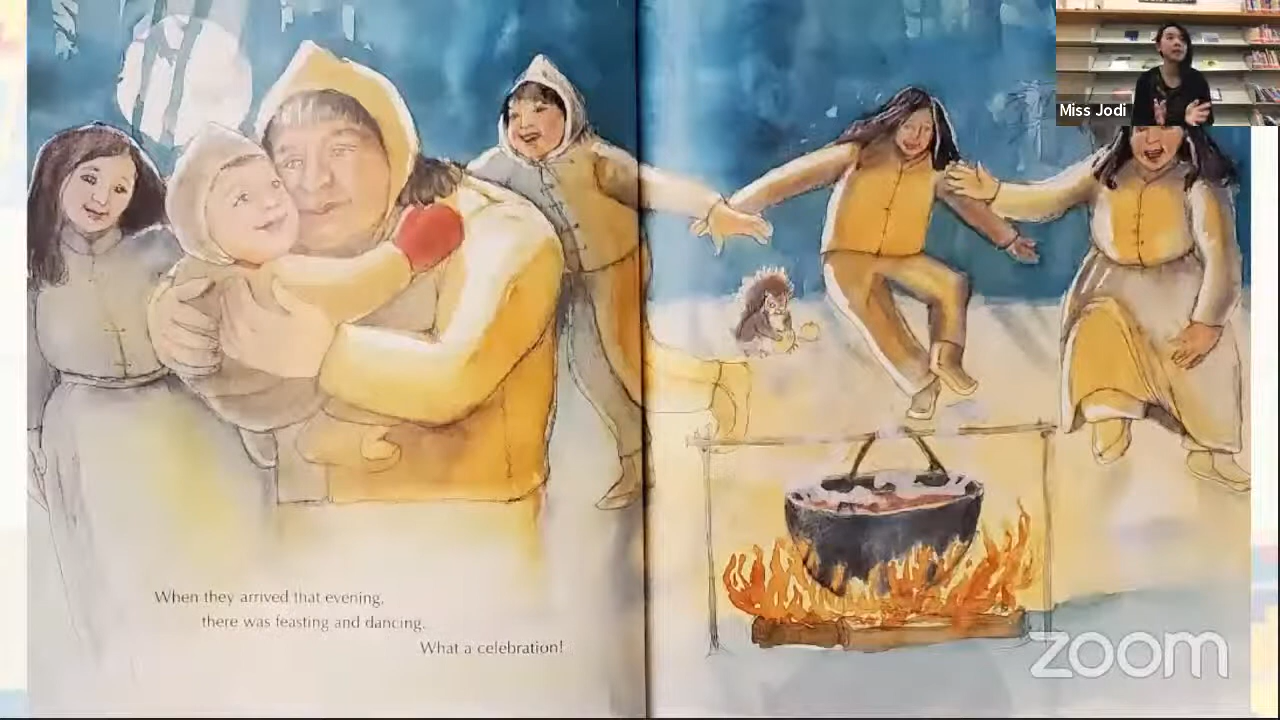 Miss Jodi
When they arrived that evening,
there was feasting and dancing.
What a celebration!
zoom